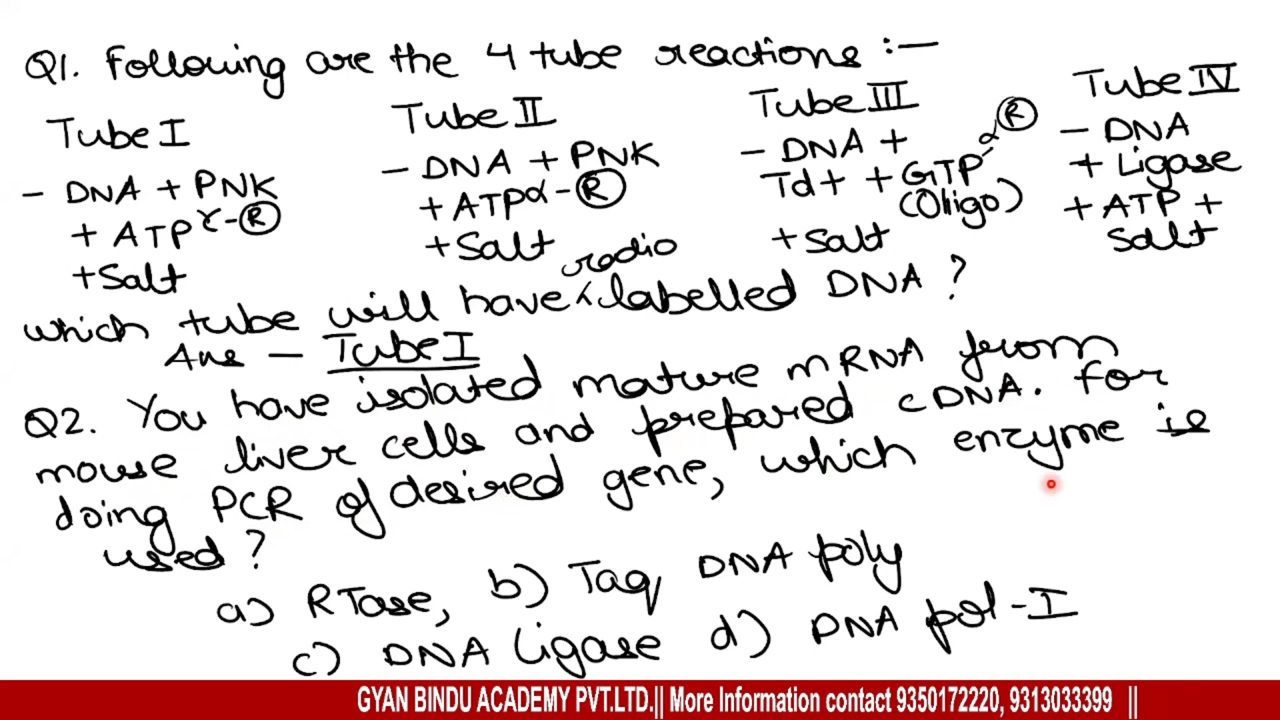 Q1. Following are the 4 tube reactions :-
Tube I
- DNA + PNK
+ ATP γ-Ⓡ
+Salt
Tube II
- DNA + PNK
+ ATPα-Ⓡ
+Salt
Tube III
- DNA +
Td+ + GTP α-Ⓡ
(Oligo)
+Salt
Tube IV
- DNA
+ Ligase
+ ATP +
Salt
which tube will have radio labelled DNA ?
Ans - Tube I
Q2. You have isolated mature mRNA from
mouse liver cells and prepared cDNA. For
doing PCR of desired gene, which enzyme is
used ?
a) RTase, b) Taq DNA poly
c) DNA ligase d) DNA pol-I
GYAN BINDU ACADEMY PVT.LTD.|| More Information contact 9350172220, 9313033399 ||